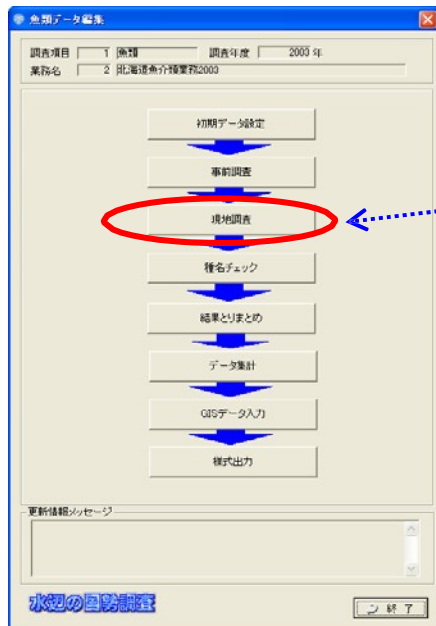 魚類データ編集
調査項目 1 魚類 調査年度 2003 年
業務名 2 北海道魚介類業務2003
初期データ設定
事前調査
現地調査
種名チェック
結果とりまとめ
データ集計
GISデータ入力
様式出力
更新情報メッセージ
水辺の国勢調査
終了